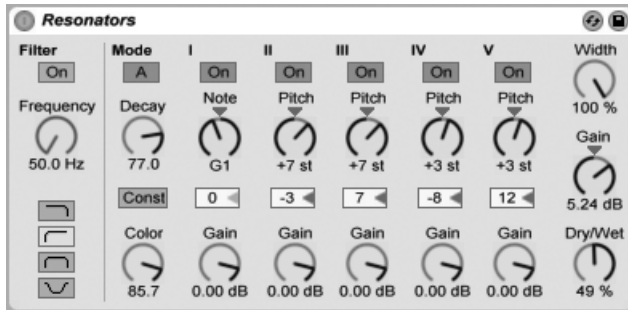 Resonators
Filter Mode I II III IV V Width
On A On On On On On
Frequency Decay Note Pitch Pitch Pitch Pitch 100 %
Gain
50.0 Hz 77.0 G1 +7 st +7 st +3 st +3 st
Const 0 -3 7 -8 12 5.24 dB
Color Gain Gain Gain Gain Gain Dry/Wet
85.7 0.00 dB 0.00 dB 0.00 dB 0.00 dB 0.00 dB 49 %